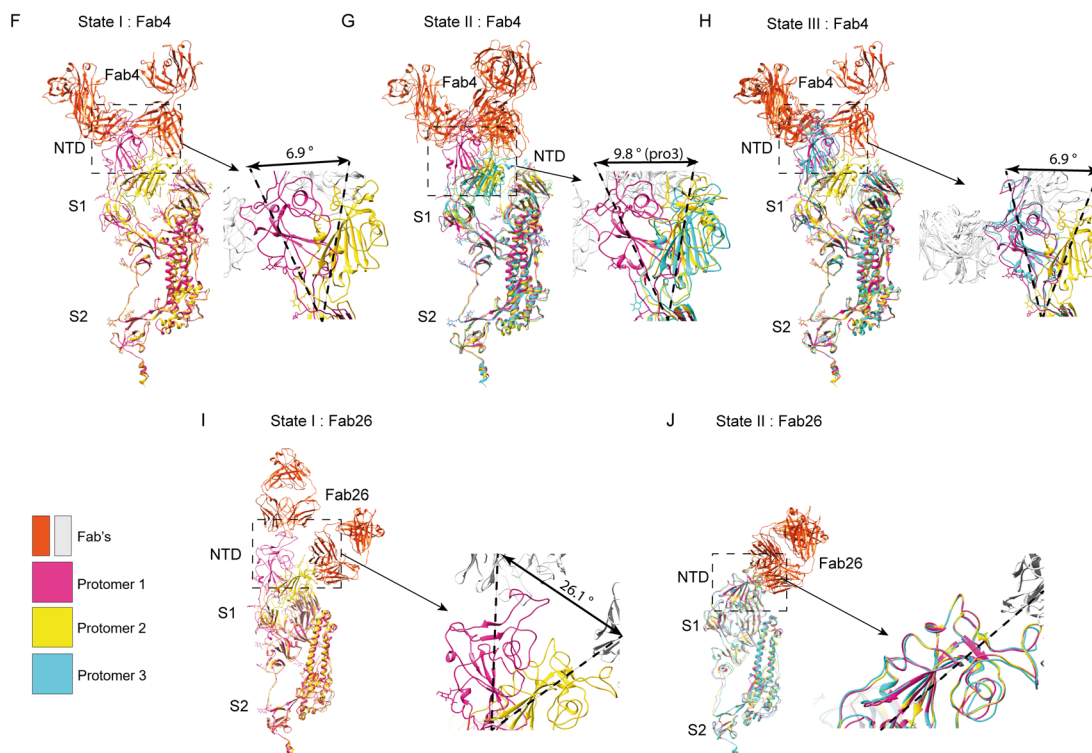 F State I : Fab4
Fab4
NTD
S1
S2
6.9 °
G State II : Fab4
NTD
S1
S2
9.8 ° (pro3)
H State III : Fab4
Fab4
NTD
S1
S2
6.9 °
I State I : Fab26
Fab26
NTD
S1
S2
26.1 °
J State II : Fab26
Fab26
NTD
S1
S2
Fab's
Protomer 1
Protomer 2
Protomer 3